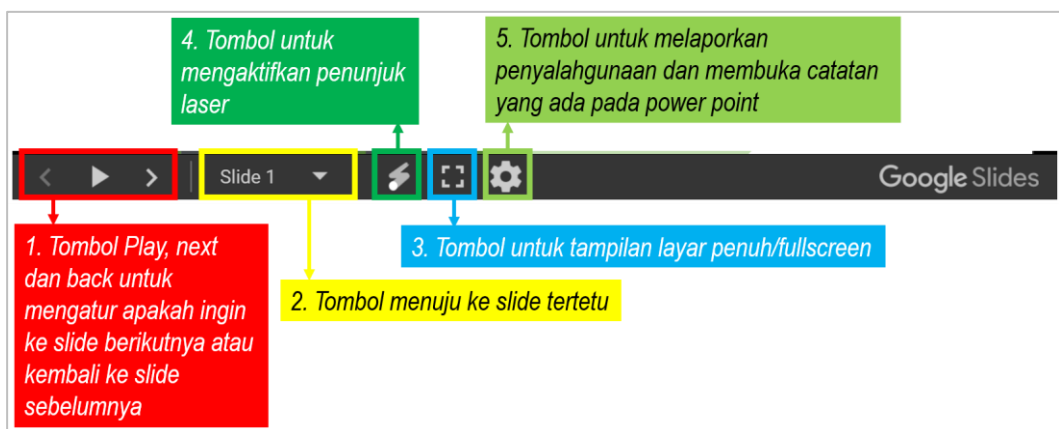 4. Tombol untuk
mengaktifkan penunjuk
laser
5. Tombol untuk melaporkan
penyalahgunaan dan membuka catatan
yang ada pada power point
Slide 1
Google Slides
1. Tombol Play, next
dan back untuk
mengatur apakah ingin
ke slide berikutnya atau
kembali ke slide
sebelumnya
2. Tombol menuju ke slide tertetu
3. Tombol untuk tampilan layar penuh/fullscreen